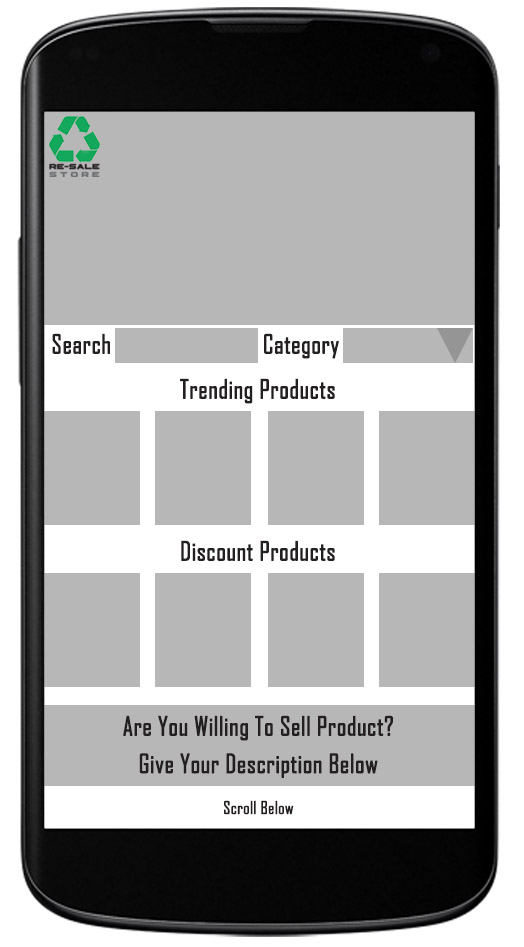 RE-SALE
STORE
Search
Category
Trending Products
Discount Products
Are You Willing To Sell Product?
Give Your Description Below
Scroll Below